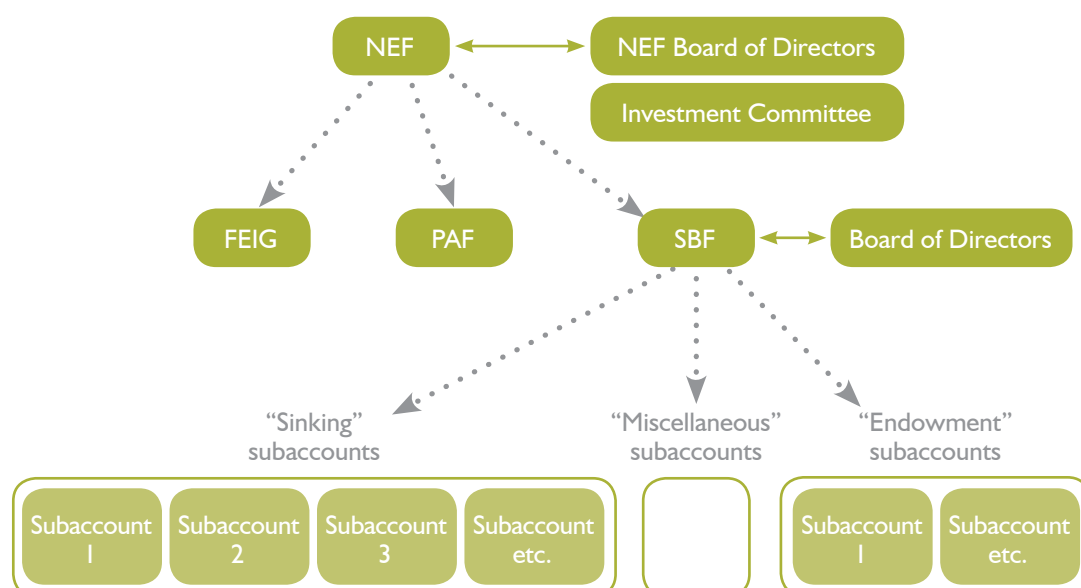 NEF
NEF Board of Directors
Investment Committee
FEIG
PAF
SBF
Board of Directors
“Sinking”
subaccounts
“Miscellaneous”
subaccounts
“Endowment”
subaccounts
Subaccount
1
Subaccount
2
Subaccount
3
Subaccount
etc.
Subaccount
1
Subaccount
etc.